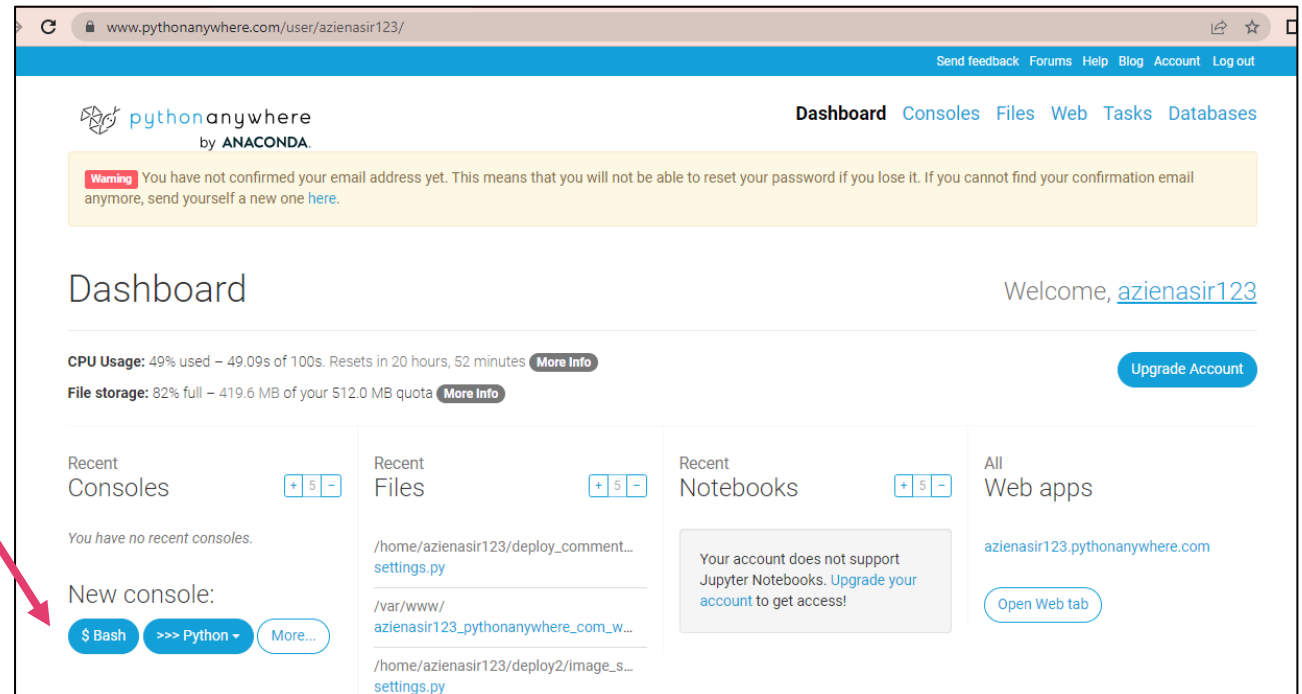 www.pythonanywhere.com/user/azienasir123/
Send feedback Forums Help Blog Account Log out
pythonanywhere
by ANACONDA.
Dashboard Consoles Files Web Tasks Databases
Warning You have not confirmed your email address yet. This means that you will not be able to reset your password if you lose it. If you cannot find your confirmation email
anymore, send yourself a new one here.
Dashboard
Welcome, azienasir123
CPU Usage: 49% used – 49.09s of 100s. Resets in 20 hours, 52 minutes More Info
Upgrade Account
File storage: 82% full – 419.6 MB of your 512.0 MB quota More Info
Recent
Consoles
+ 5 -
You have no recent consoles.
New console:
$ Bash
>>> Python
More...
Recent
Files
+ 5 -
/home/azienasir123/deploy_comment...
settings.py
/var/www/
azienasir123_pythonanywhere_com_w...
/home/azienasir123/deploy2/image_s...
settings.py
Recent
Notebooks
+ 5 -
Your account does not support
Jupyter Notebooks. Upgrade your
account to get access!
All
Web apps
azienasir123.pythonanywhere.com
Open Web tab